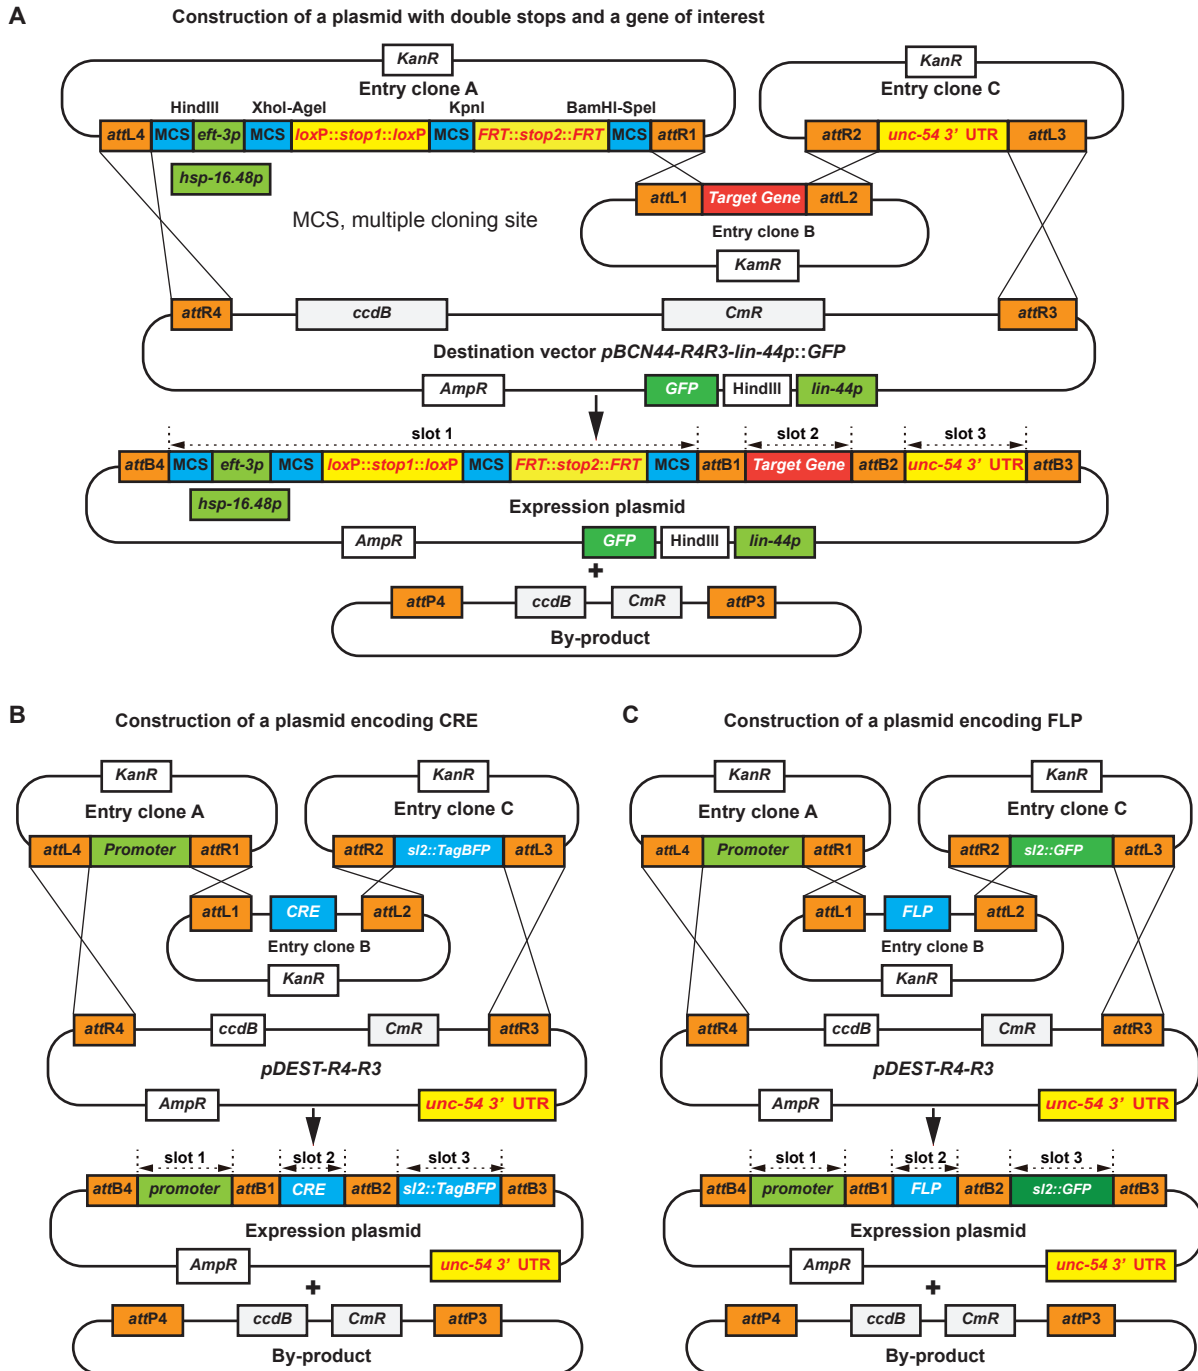 A
Construction of a plasmid with double stops and a gene of interest
KanR
KanR
Entry clone A
Entry clone C
HindIII XhoI-AgeI KpnI BamHI-SpeI
attL4 MCS eft-3p MCS loxP::stop1::loxP MCS FRT::stop2::FRT MCS attR1
attR2 unc-54 3' UTR attL3
hsp-16.48p
attL1 Target Gene attL2
MCS, multiple cloning site
Entry clone B
KamR
attR4 ccdB CmR attR3
Destination vector pBCN44-R4R3-lin-44p::GFP
AmpR GFP HindIII lin-44p
slot 1 slot 2 slot 3
attB4 MCS eft-3p MCS loxP::stop1::loxP MCS FRT::stop2::FRT MCS attB1 Target Gene attB2 unc-54 3' UTR attB3
hsp-16.48p
Expression plasmid
AmpR GFP HindIII lin-44p
+
attP4 ccdB CmR attP3
By-product
B
Construction of a plasmid encoding CRE
KanR KanR
Entry clone A Entry clone C
attL4 Promoter attR1 attR2 sl2::TagBFP attL3
attL1 CRE attL2
Entry clone B
KanR
attR4 ccdB CmR attR3
pDEST-R4-R3
AmpR unc-54 3' UTR
slot 1 slot 2 slot 3
attB4 promoter attB1 CRE attB2 sl2::TagBFP attB3
Expression plasmid
AmpR unc-54 3' UTR
+
attP4 ccdB CmR attP3
By-product
C
Construction of a plasmid encoding FLP
KanR KanR
Entry clone A Entry clone C
attL4 Promoter attR1 attR2 sl2::GFP attL3
attL1 FLP attL2
Entry clone B
KanR
attR4 ccdB CmR attR3
pDEST-R4-R3
AmpR unc-54 3' UTR
slot 1 slot 2 slot 3
attB4 promoter attB1 FLP attB2 sl2::GFP attB3
Expression plasmid
AmpR unc-54 3' UTR
+
attP4 ccdB CmR attP3
By-product